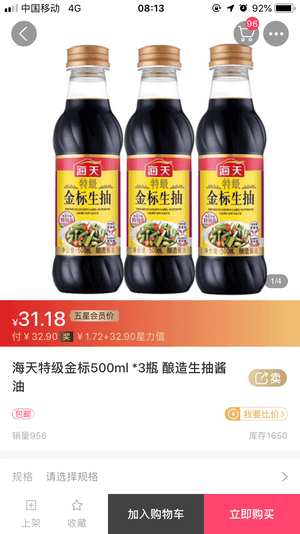 中国移动 4G 08:13 92%
96
海天 海天 海天
特级 特级 特级
金标生抽 金标生抽 金标生抽
500ml 酿造酱油
1/4
¥31.18 五星会员价
付¥32.90 奖 ¥1.72+32.90星力值
海天特级金标500ml *3瓶 酿造生抽酱
油
卖
包邮 我要比价>
销量956 库存1650
规格 请选择规格
上架 收藏 加入购物车 立即购买